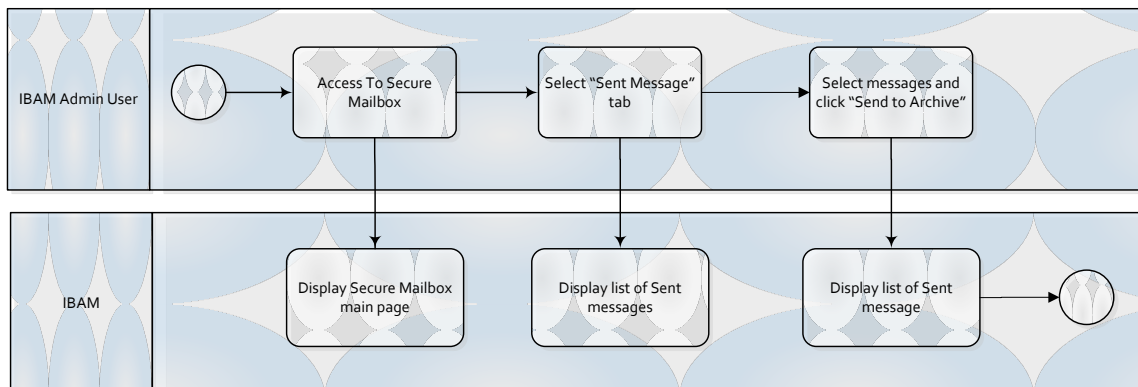 IBAM Admin User
Access To Secure
Mailbox
Select “Sent Message”
tab
Select messages and
click “Send to Archive”
IBAM
Display Secure Mailbox
main page
Display list of Sent
messages
Display list of Sent
message